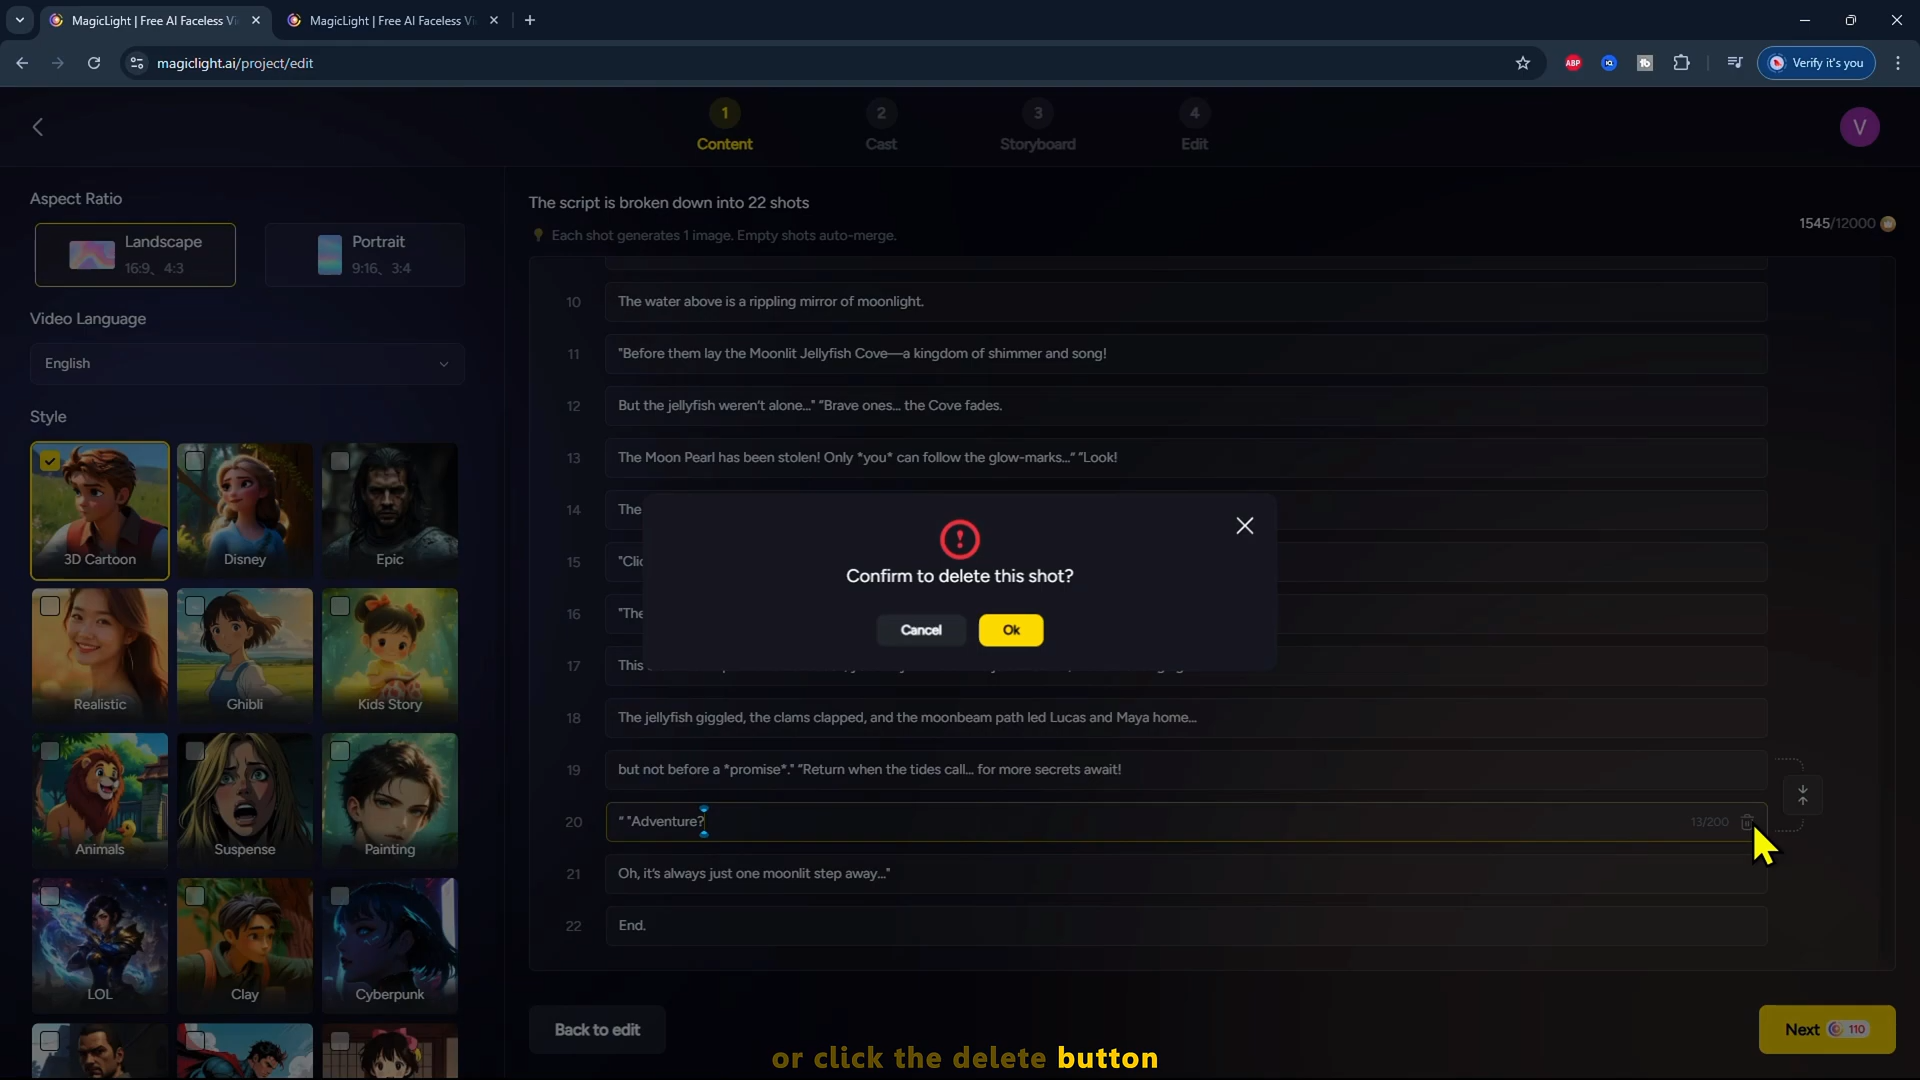 MagicLight | Free AI Faceless Vi
MagicLight | Free AI Faceless Vi
magiclight.ai/project/edit
ABP
Verify it's you
1
Content
2
Cast
3
Storyboard
4
Edit
V
Aspect Ratio
Landscape
16:9、4:3
Portrait
9:16、3:4
Video Language
English
Style
3D Cartoon
Disney
Epic
Realistic
Ghibli
Kids Story
Animals
Suspense
Painting
LOL
Clay
Cyberpunk
The script is broken down into 22 shots
Each shot generates 1 image. Empty shots auto-merge.
1545/12000
10 The water above is a rippling mirror of moonlight.
11 "Before them lay the Moonlit Jellyfish Cove—a kingdom of shimmer and song!
12 But the jellyfish weren't alone..." "Brave ones... the Cove fades.
13 The Moon Pearl has been stolen! Only *you* can follow the glow-marks..." "Look!
14 The
15 "Clic
16 "The
17 This
18 The jellyfish giggled, the clams clapped, and the moonbeam path led Lucas and Maya home...
19 but not before a *promise*." "Return when the tides call... for more secrets await!
20 " "Adventure?
13/200
21 Oh, it's always just one moonlit step away..."
22 End.
Confirm to delete this shot?
Cancel
Ok
Back to edit
Next 110
or click the delete button